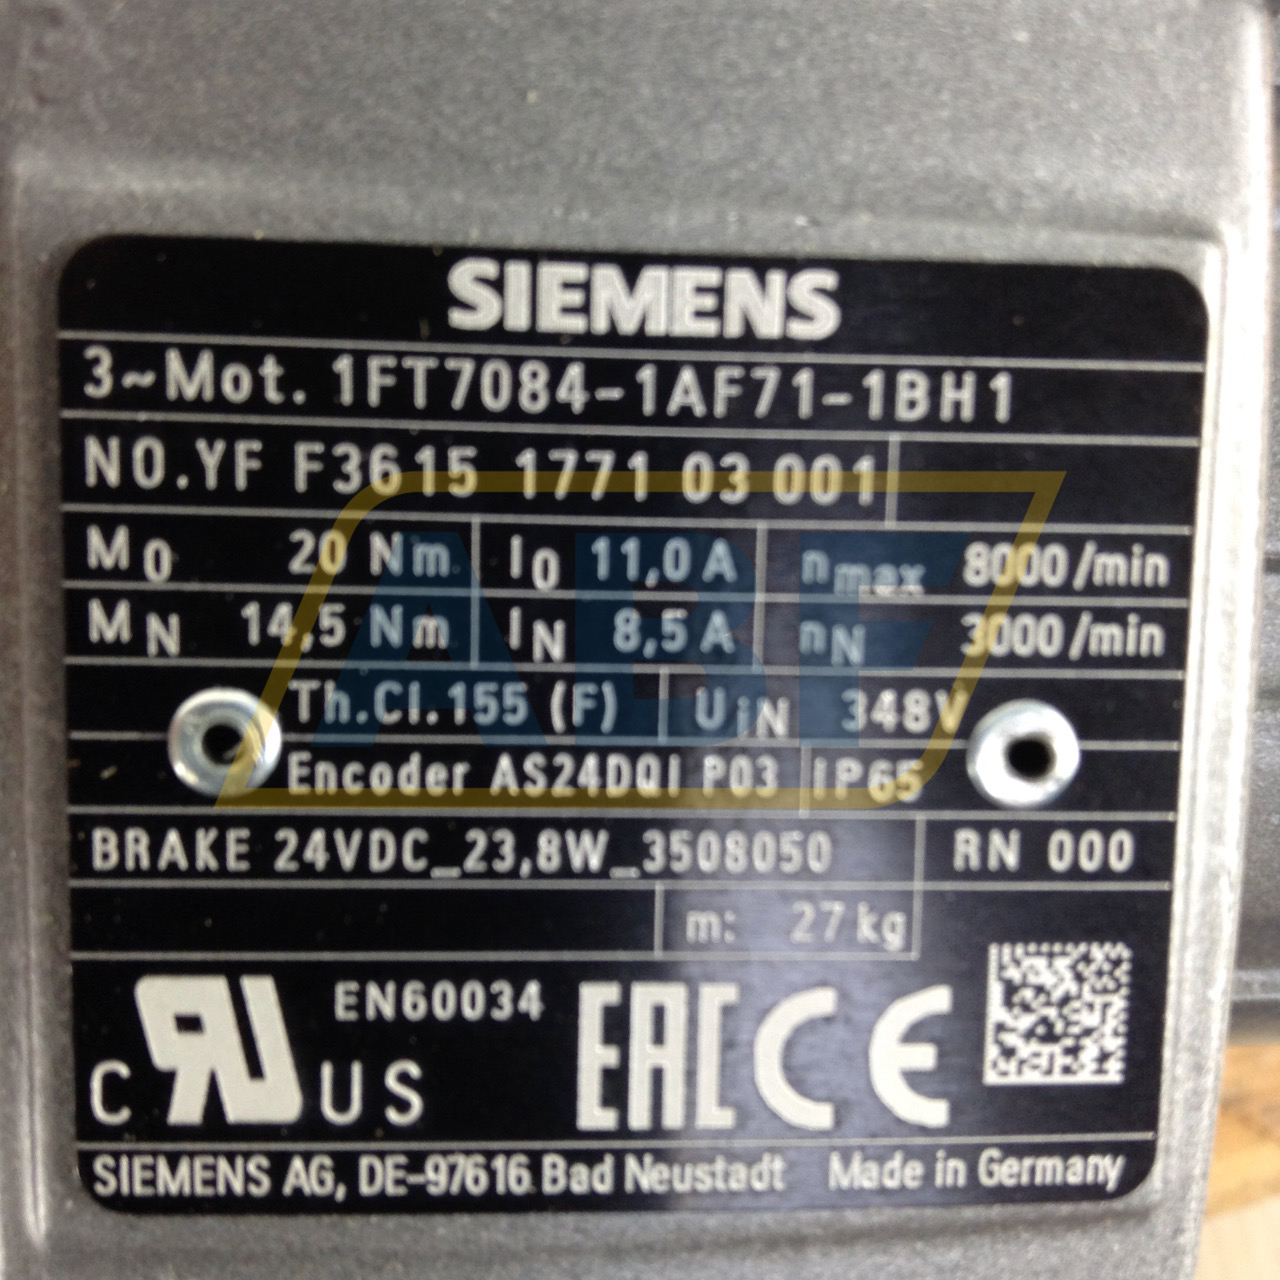 SIEMENS
3~Mot. 1FT7084-1AF71-1BH1
NO.YF F3615 1771 03 001
M0 20 Nm I0 11,0 A nmax 8000/min
MN 14,5 Nm IN 8,5 A nN 3000/min
Th.Cl.155 (F) UiN 348V
Encoder AS24DQI P03 IP65
BRAKE 24VDC_23,8W_3508050 RN 000
m: 27 kg
EN60034
C RU US EAC CE
SIEMENS AG, DE-97616 Bad Neustadt Made in Germany
ABF